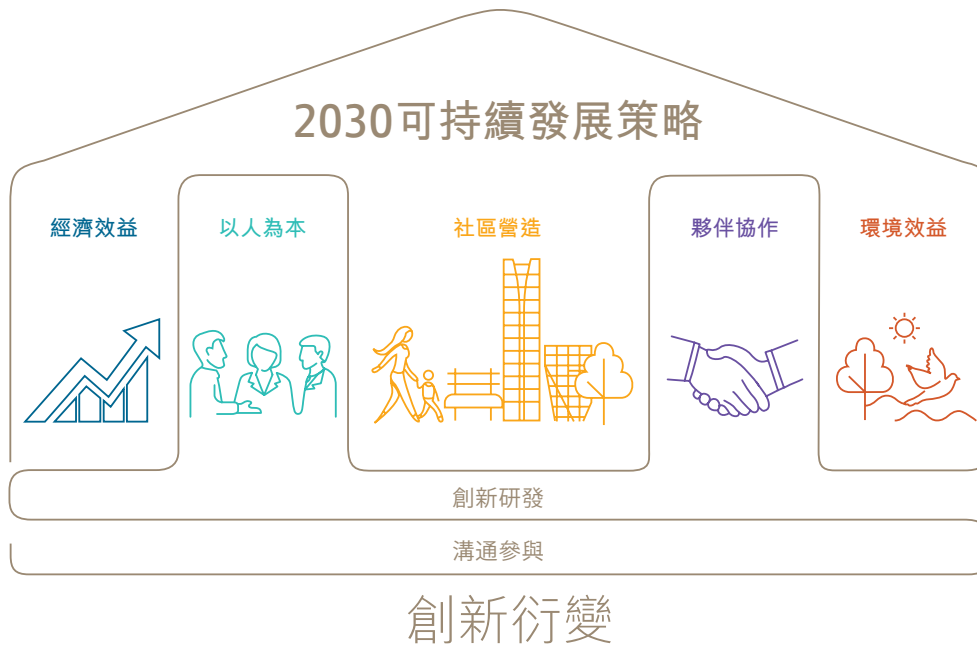 2030可持續發展策略
經濟效益
以人為本
社區營造
夥伴協作
環境效益
創新研發
溝通參與
創新衍變